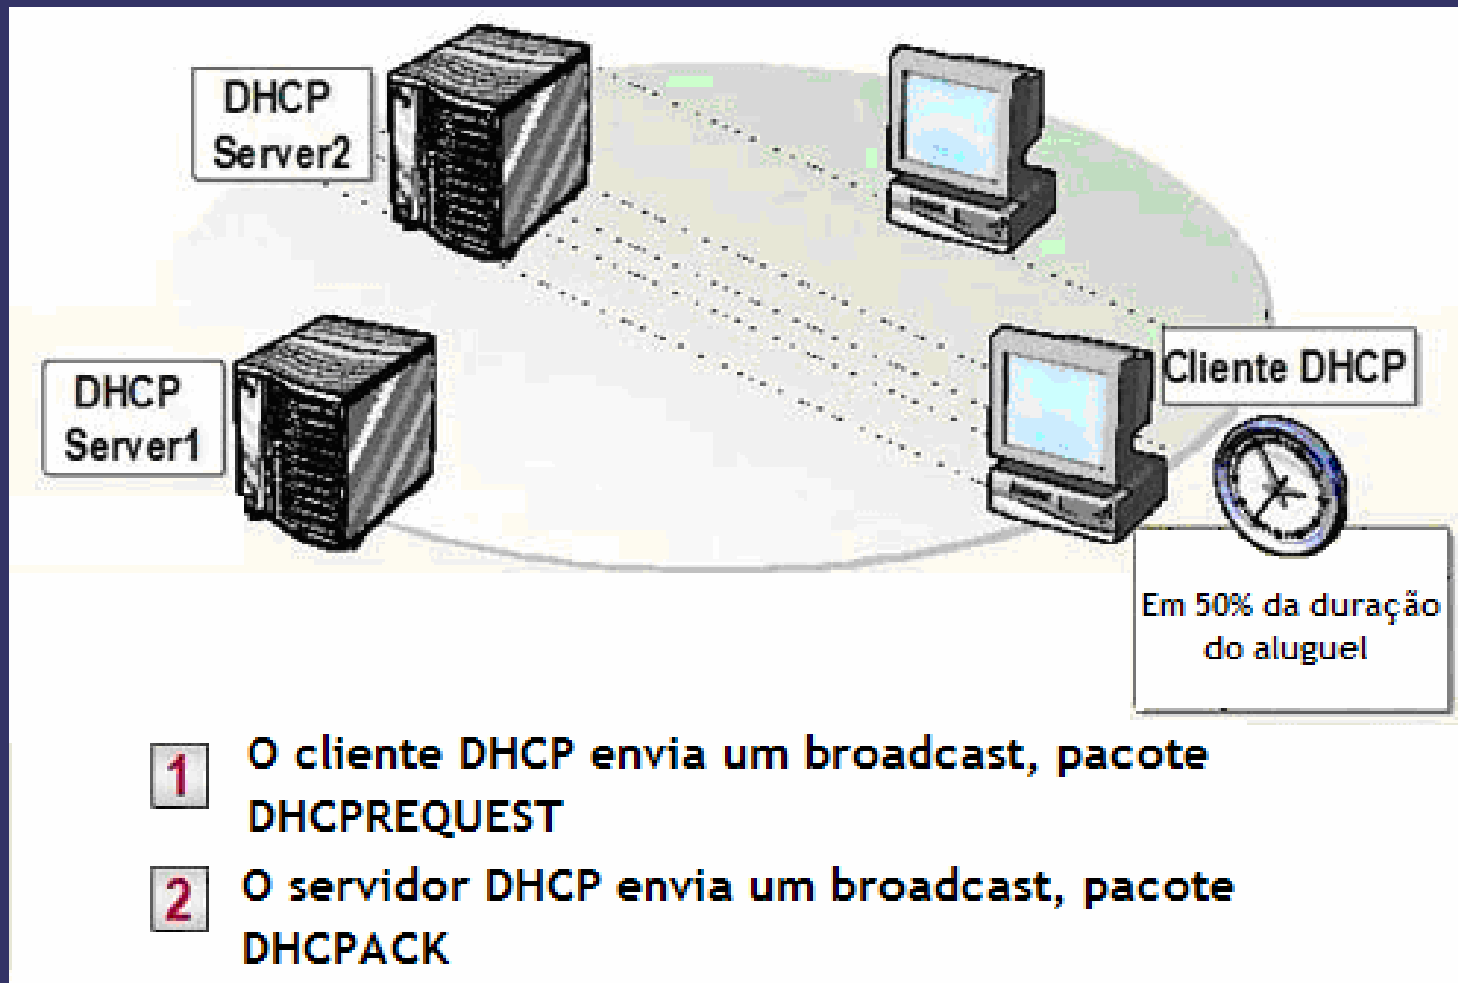 DHCP
Server2
DHCP
Server1
Cliente DHCP
Em 50% da duração
do aluguel
1 O cliente DHCP envia um broadcast, pacote
DHCPREQUEST
2 O servidor DHCP envia um broadcast, pacote
DHCPACK